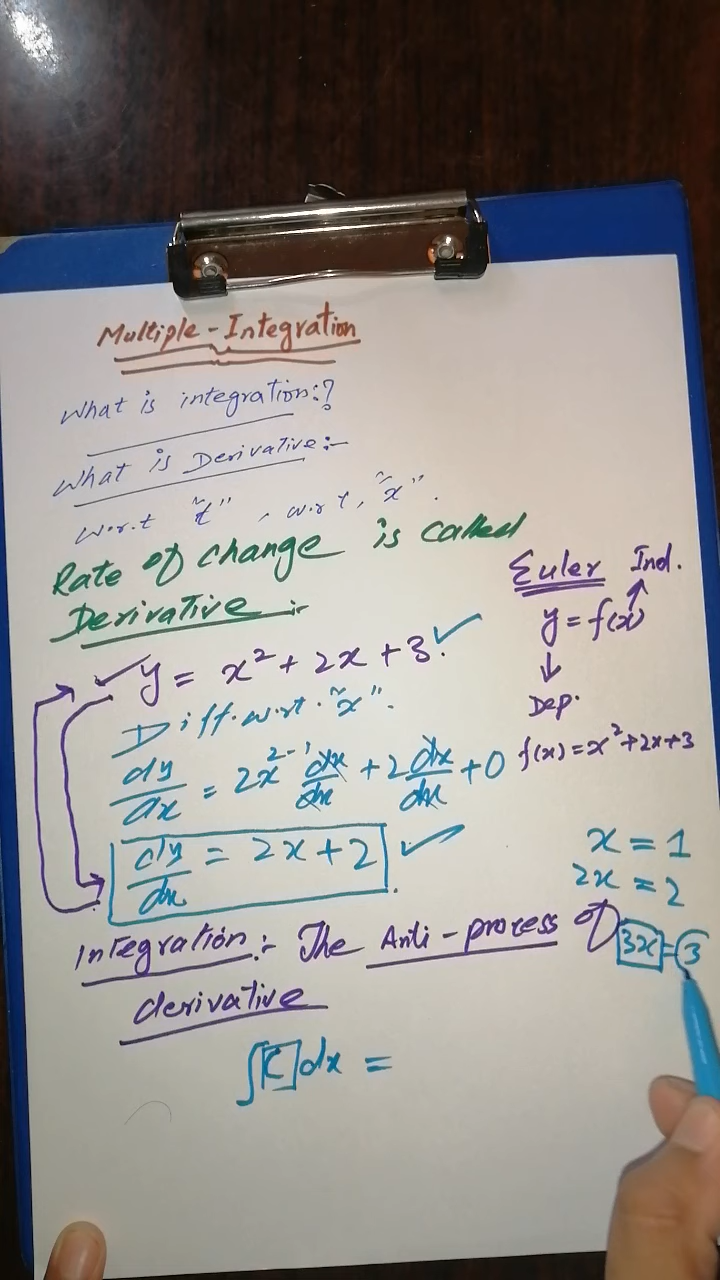 Multiple - Integration
What is integration:?
What is Derivative:-
w.r.t "t" , w.r.t, "x".
Rate of change is called
Derivative :-
Euler Ind.
y = f(x)
Dep.
y = x² + 2x + 3.
Diff. w.r.t. "x".
f(x) = x² + 2x + 3
dy/dx = 2x²⁻¹ dx/dx + 2 dx/dx + 0
dy/dx = 2x + 2
x = 1
2x = 2
3x = 3
Integration:- The Anti - process of
derivative
∫ c dx =